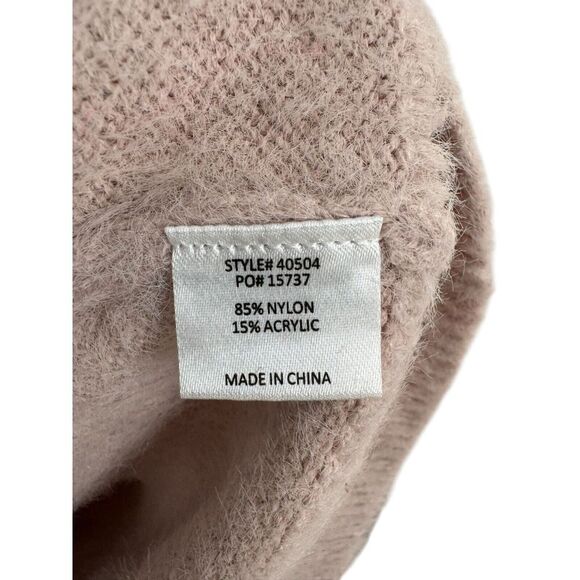 STYLE# 40504
PO# 15737
85% NYLON
15% ACRYLIC
MADE IN CHINA